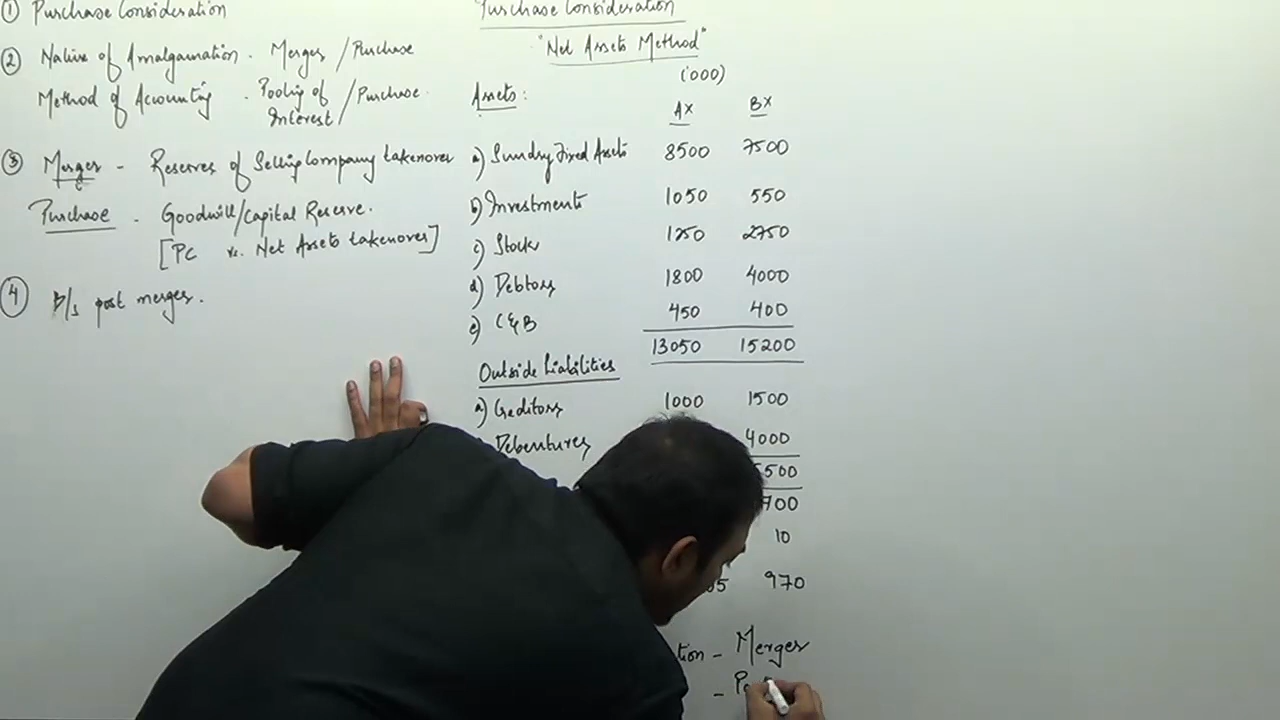 ① Purchase Consideration
② Nature of Amalgamation. Merger / Purchase
Method of Accounting - Pooling of Interest / Purchase.
③ Merger - Reserves of Selling Company takenover
Purchase - Goodwill/Capital Reserve.
[PC vs. Net Assets takenover]
④ B/s post merger.
Purchase Consideration
"Net Assets Method"
('000)
Assets: Ax Bx
a) Sundry Fixed Assets 8500 7500
b) Investments 1050 550
c) Stock 1250 2750
d) Debtors 1800 4000
e) C&B 450 400
13050 15200
Outside Liabilities
a) Creditors 1000 1500
Debentures 4000
5500
700
10
970
tion - Merger
-